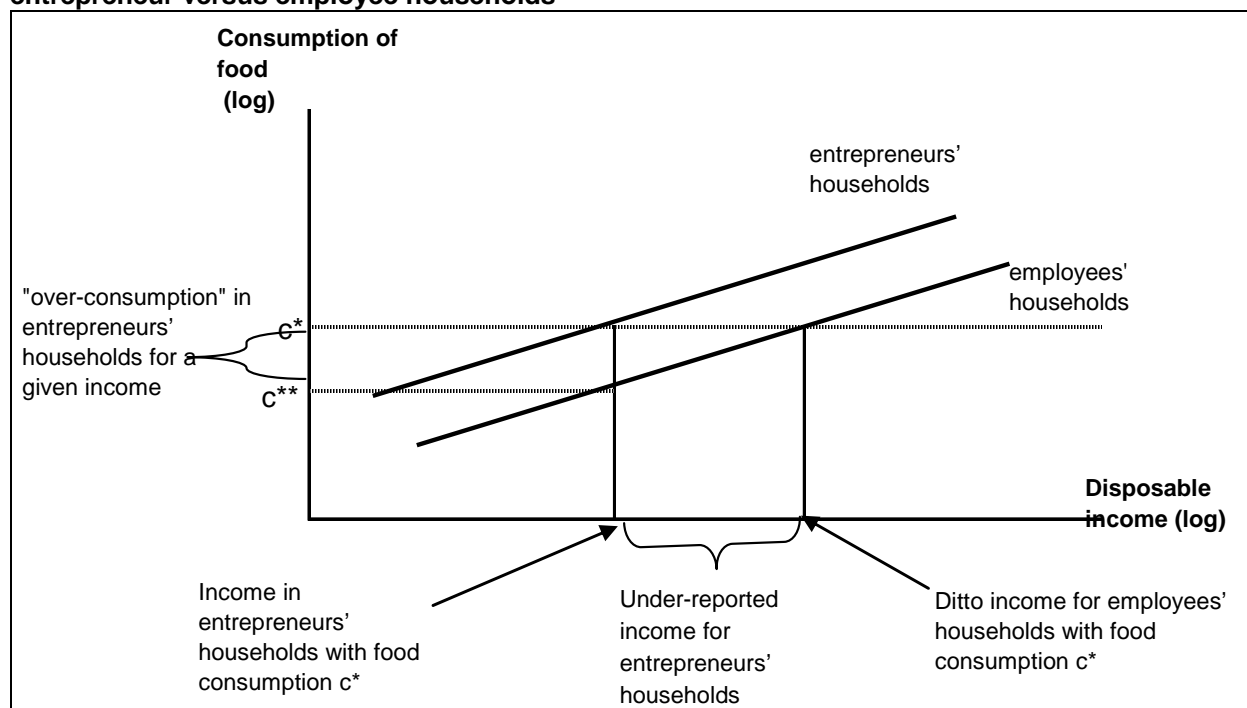 entrepreneur versus employee households
Consumption of
food
(log)
entrepreneurs'
households
employees'
households
"over-consumption" in
entrepreneurs'
households for a
given income
c*
c**
Disposable
income (log)
Income in
entrepreneurs'
households with food
consumption c*
Under-reported
income for
entrepreneurs'
households
Ditto income for employees'
households with food
consumption c*